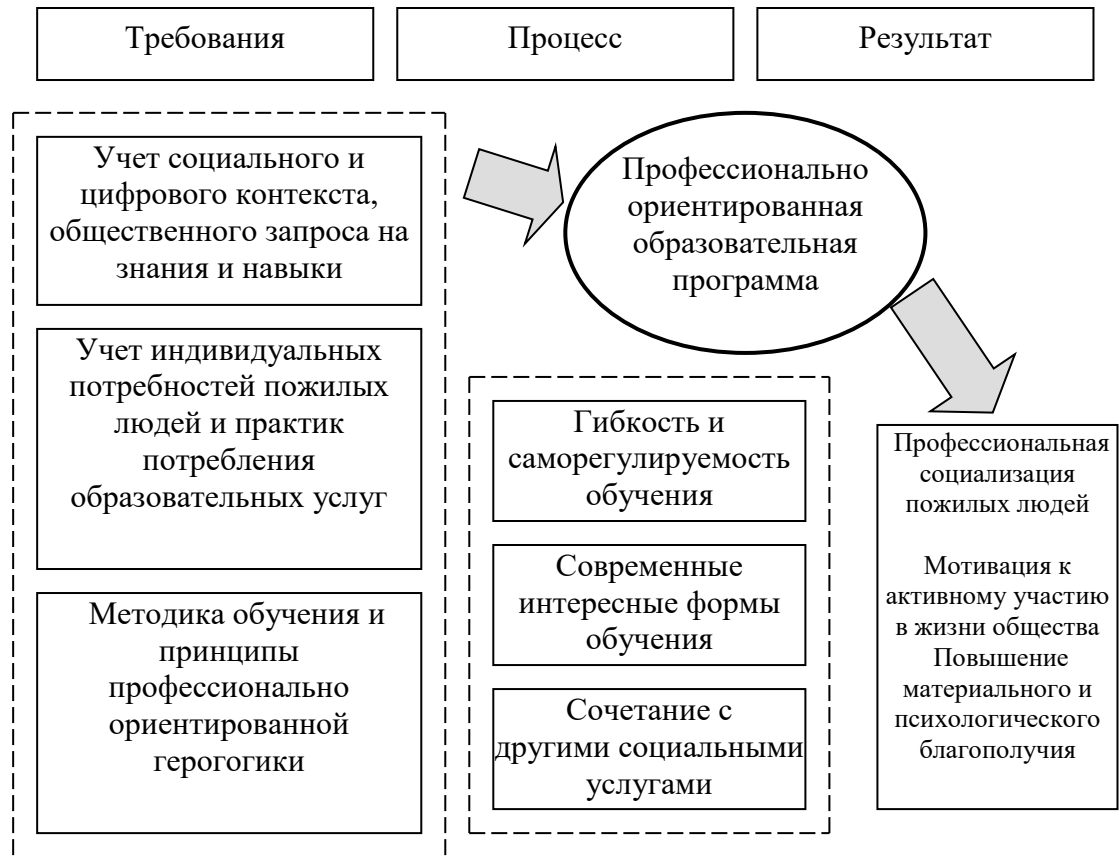 Требования
Процесс
Результат
Учет социального и
цифрового контекста,
общественного запроса на
знания и навыки
Учет индивидуальных
потребностей пожилых
людей и практик
потребления
образовательных услуг
Методика обучения и
принципы
профессионально
ориентированной
герогогики
Профессионально
ориентированная
образовательная
программа
Гибкость и
саморегулируемость
обучения
Современные
интересные формы
обучения
Сочетание с
другими социальными
услугами
Профессиональная
социализация
пожилых людей
Мотивация к
активному участию
в жизни общества
Повышение
материального и
психологического
благополучия